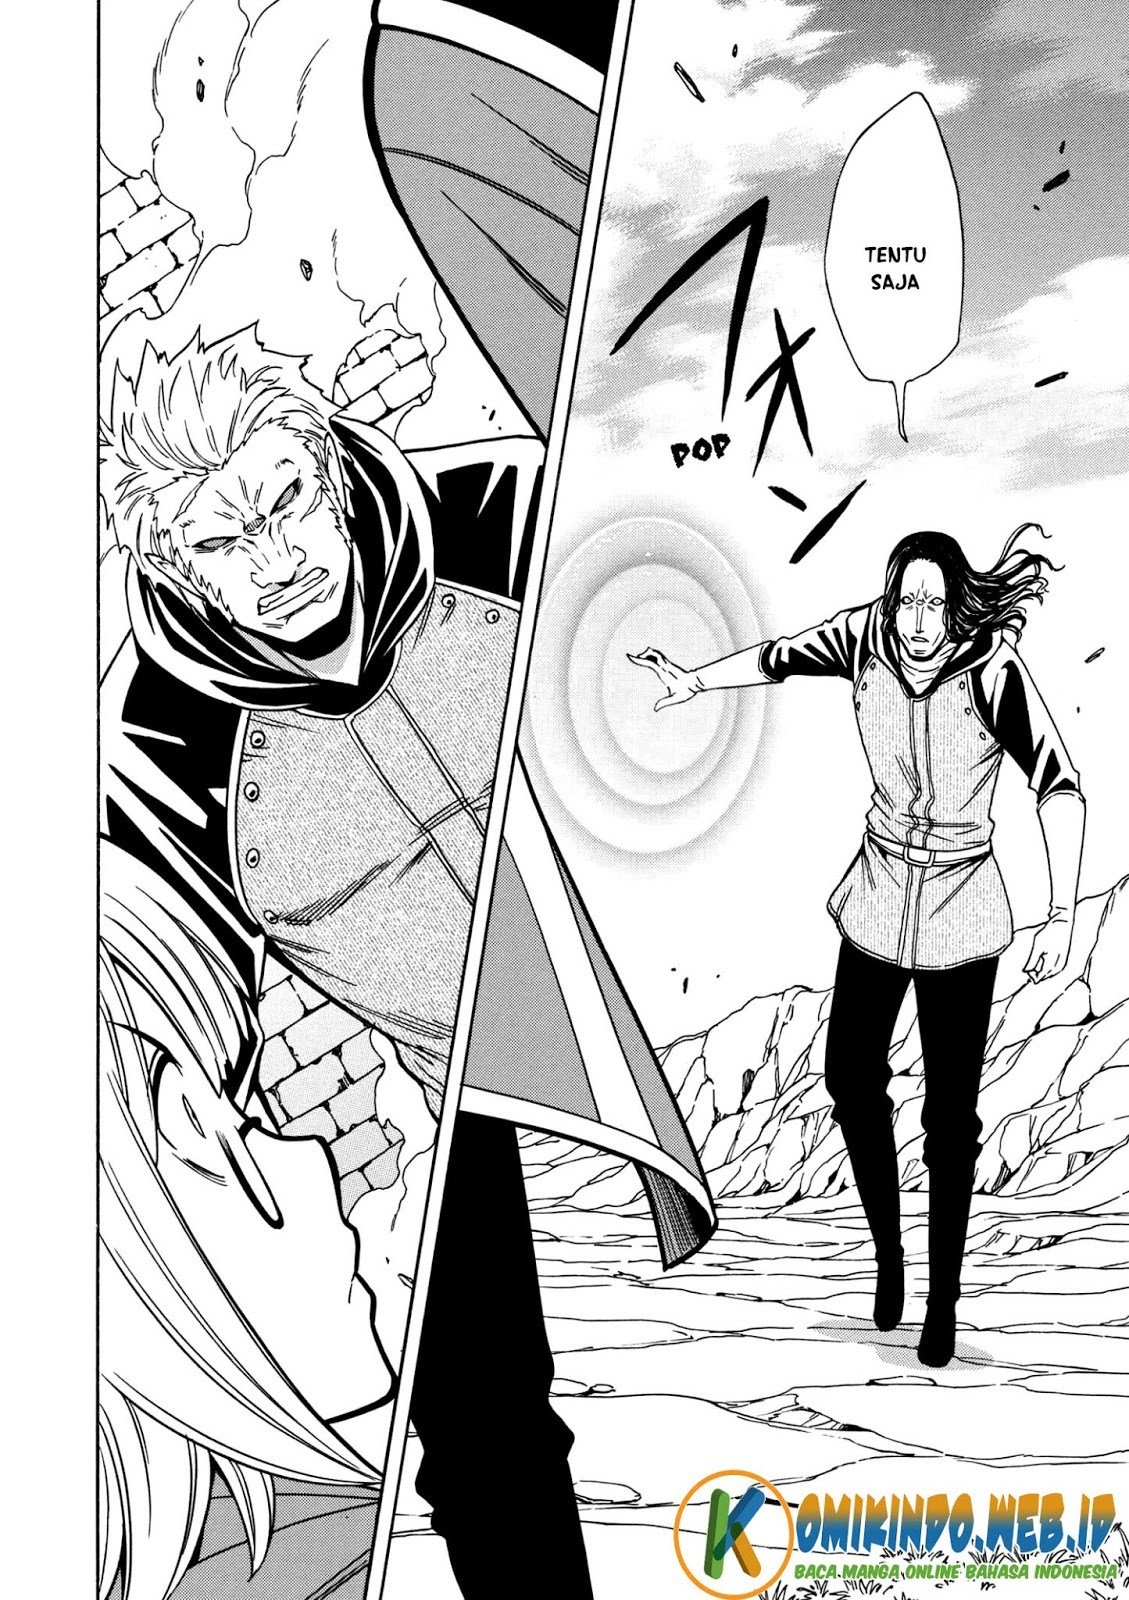 TENTU
SAJA
フォン
POP
KOMIKINDO.WEB.ID
BACA MANGA ONLINE BAHASA INDONESIA